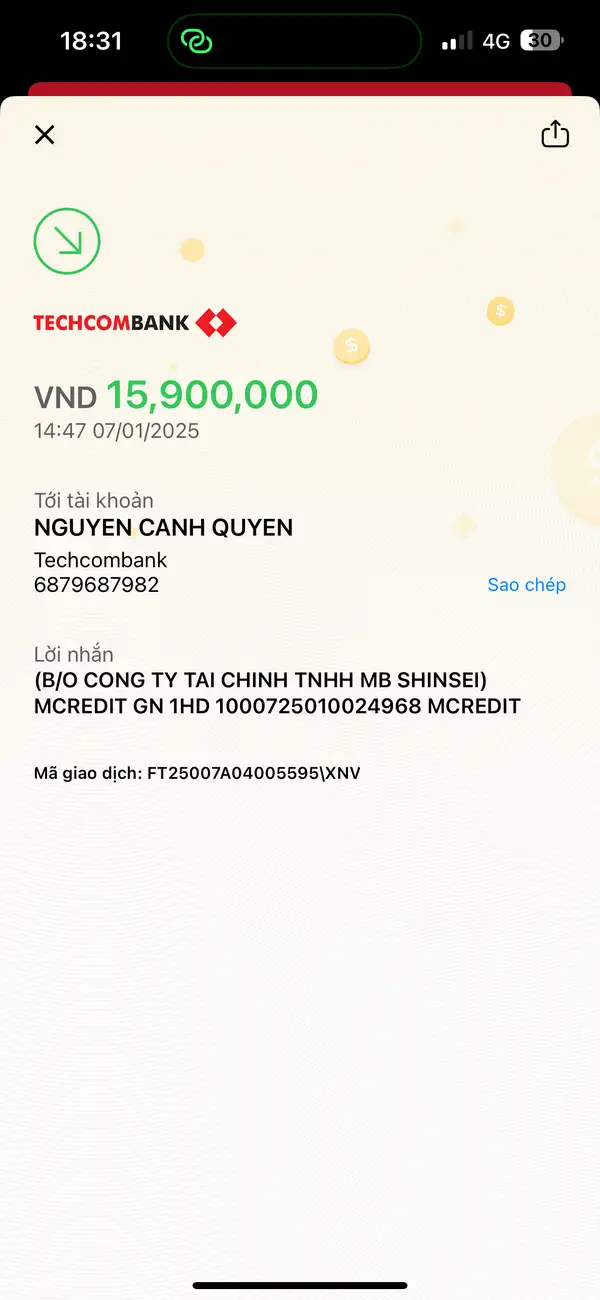 18:31
4G
30
TECHCOMBANK
VND 15,900,000
14:47 07/01/2025
Tới tài khoản
NGUYEN CANH QUYEN
Techcombank
6879687982
Sao chép
Lời nhắn
(B/O CONG TY TAI CHINH TNHH MB SHINSEI)
MCREDIT GN 1HD 1000725010024968 MCREDIT
Mã giao dịch: FT25007A04005595\XNV